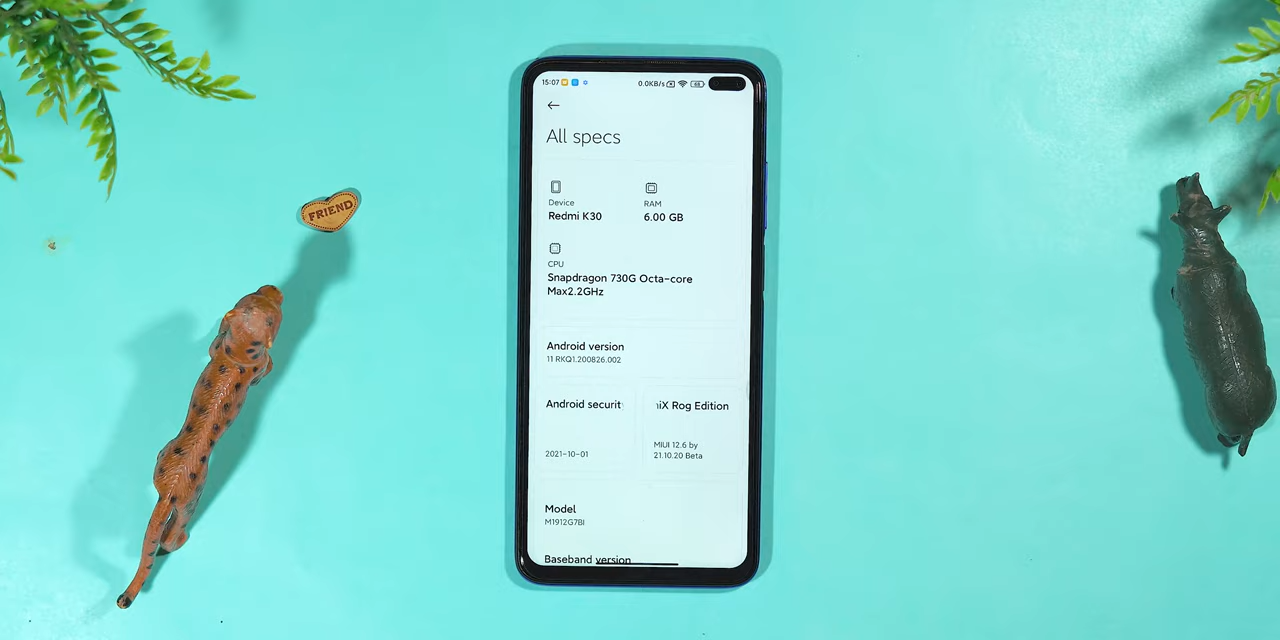 15:07
0.0KB/s
68
All specs
Device
Redmi K30
RAM
6.00 GB
CPU
Snapdragon 730G Octa-core
Max2.2GHz
FRIEND
Android version
11 RKQ1.200826.002
Android securit
2021-10-01
iX Rog Edition
MIUI 12.6 by
21.10.20 Beta
Model
M1912G7BI
Baseband version